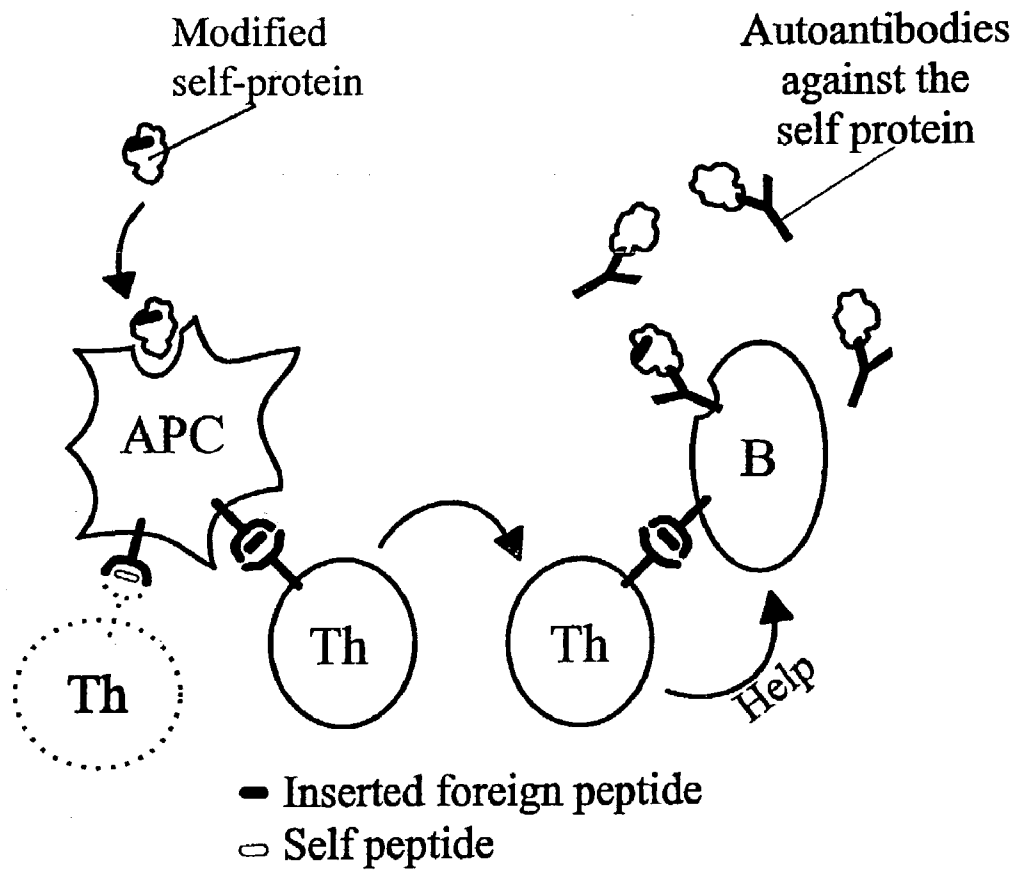 Modified
self-protein
Autoantibodies
against the
self protein
APC
B
Th
Th
Th
Help
Inserted foreign peptide
Self peptide